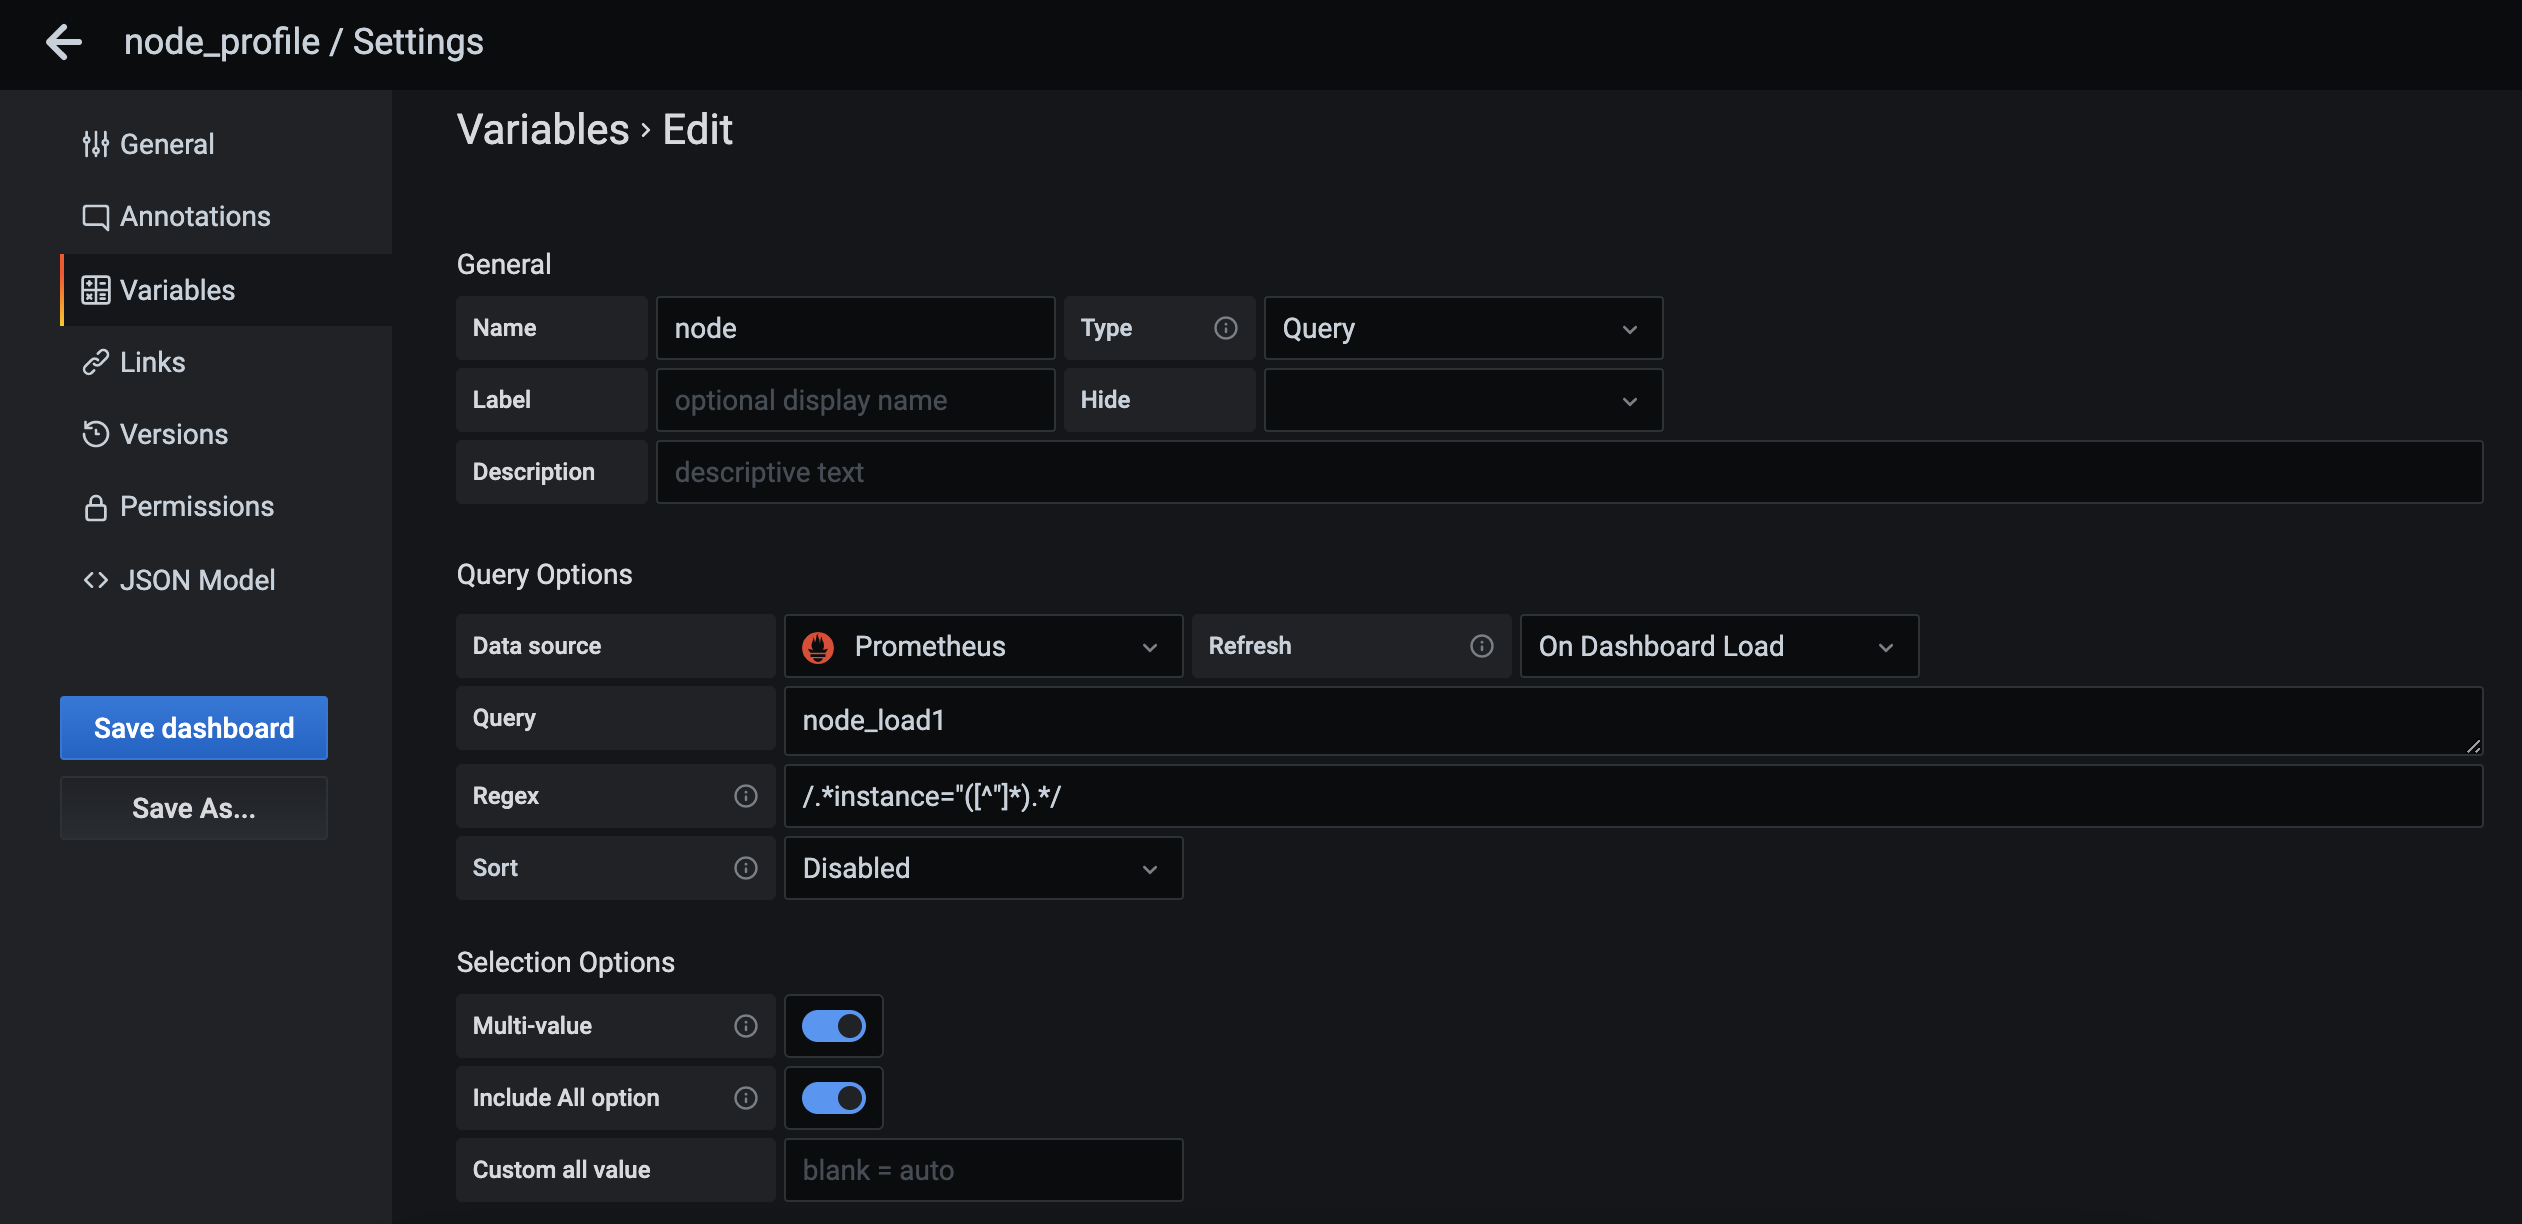 node_profile / Settings
General
Annotations
Variables
Links
Versions
Permissions
JSON Model
Save dashboard
Save As...
Variables › Edit
General
Name node Type Query
Label optional display name Hide
Description descriptive text
Query Options
Data source Prometheus Refresh On Dashboard Load
Query node_load1
Regex /.*instance="([^"]*).*/
Sort Disabled
Selection Options
Multi-value
Include All option
Custom all value blank = auto